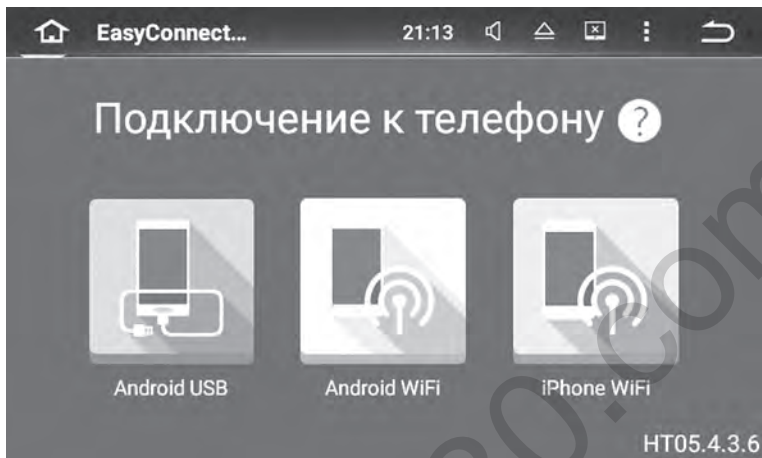 EasyConnect... 21:13
Подключение к телефону ?
Android USB Android WiFi iPhone WiFi
HT05.4.3.6